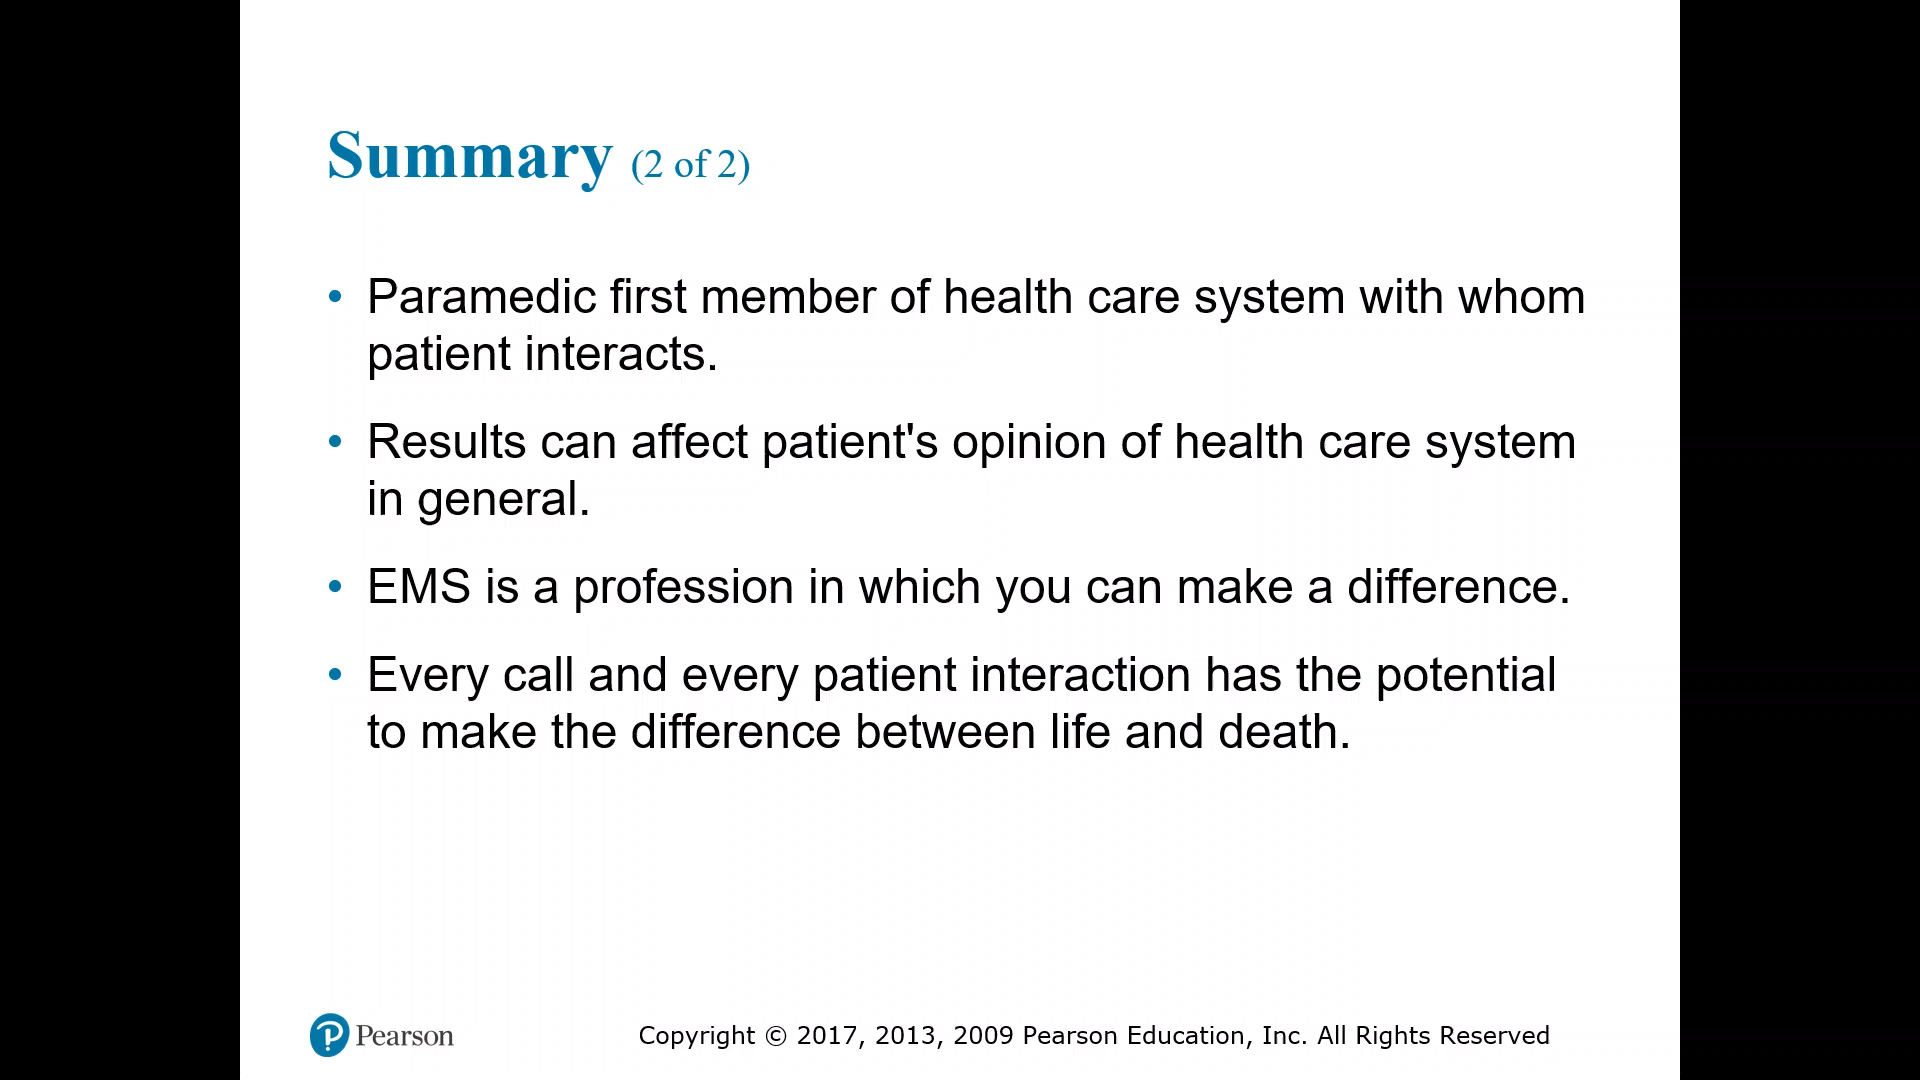 Summary (2 of 2)
• Paramedic first member of health care system with whom
patient interacts.
• Results can affect patient's opinion of health care system
in general.
• EMS is a profession in which you can make a difference.
• Every call and every patient interaction has the potential
to make the difference between life and death.
Pearson
Copyright © 2017, 2013, 2009 Pearson Education, Inc. All Rights Reserved